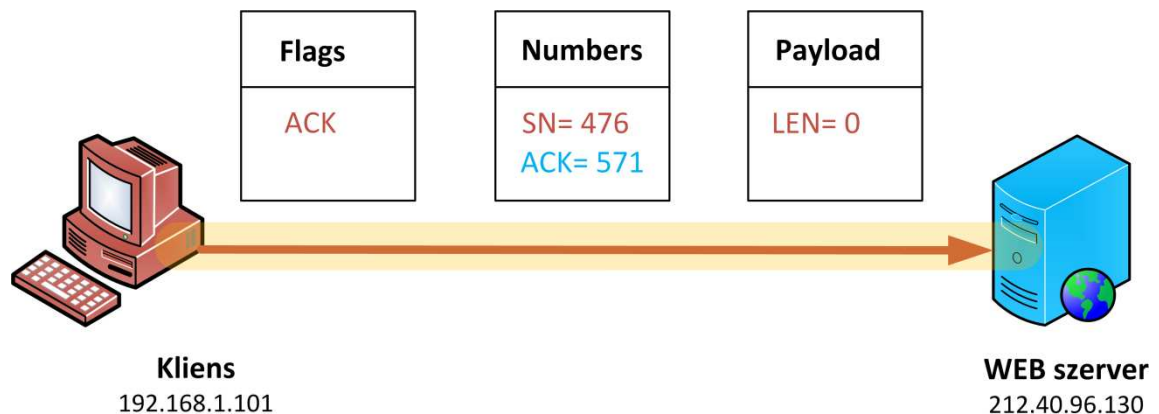 Flags
ACK
Numbers
SN= 476
ACK= 571
Payload
LEN= 0
Kliens
192.168.1.101
WEB szerver
212.40.96.130